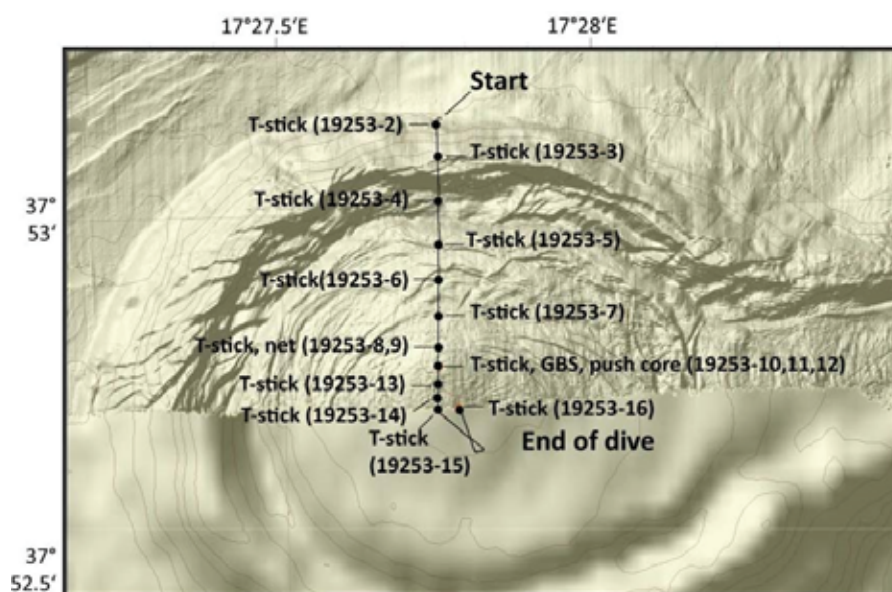 17°27.5'E
17°28'E
Start
T-stick (19253-2)
T-stick (19253-3)
T-stick (19253-4)
37°
53'
T-stick (19253-5)
T-stick(19253-6)
T-stick (19253-7)
T-stick, net (19253-8,9)
T-stick, GBS, push core (19253-10,11,12)
T-stick (19253-13)
T-stick (19253-14)
T-stick (19253-16)
T-stick
(19253-15)
End of dive
37°
52.5'